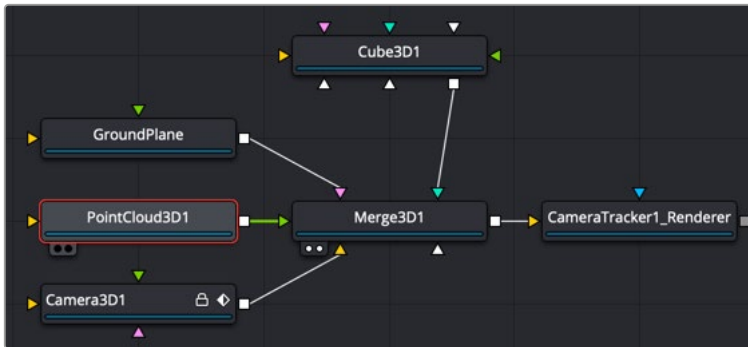 Cube3D1
GroundPlane
PointCloud3D1
Merge3D1
CameraTracker1_Renderer
Camera3D1